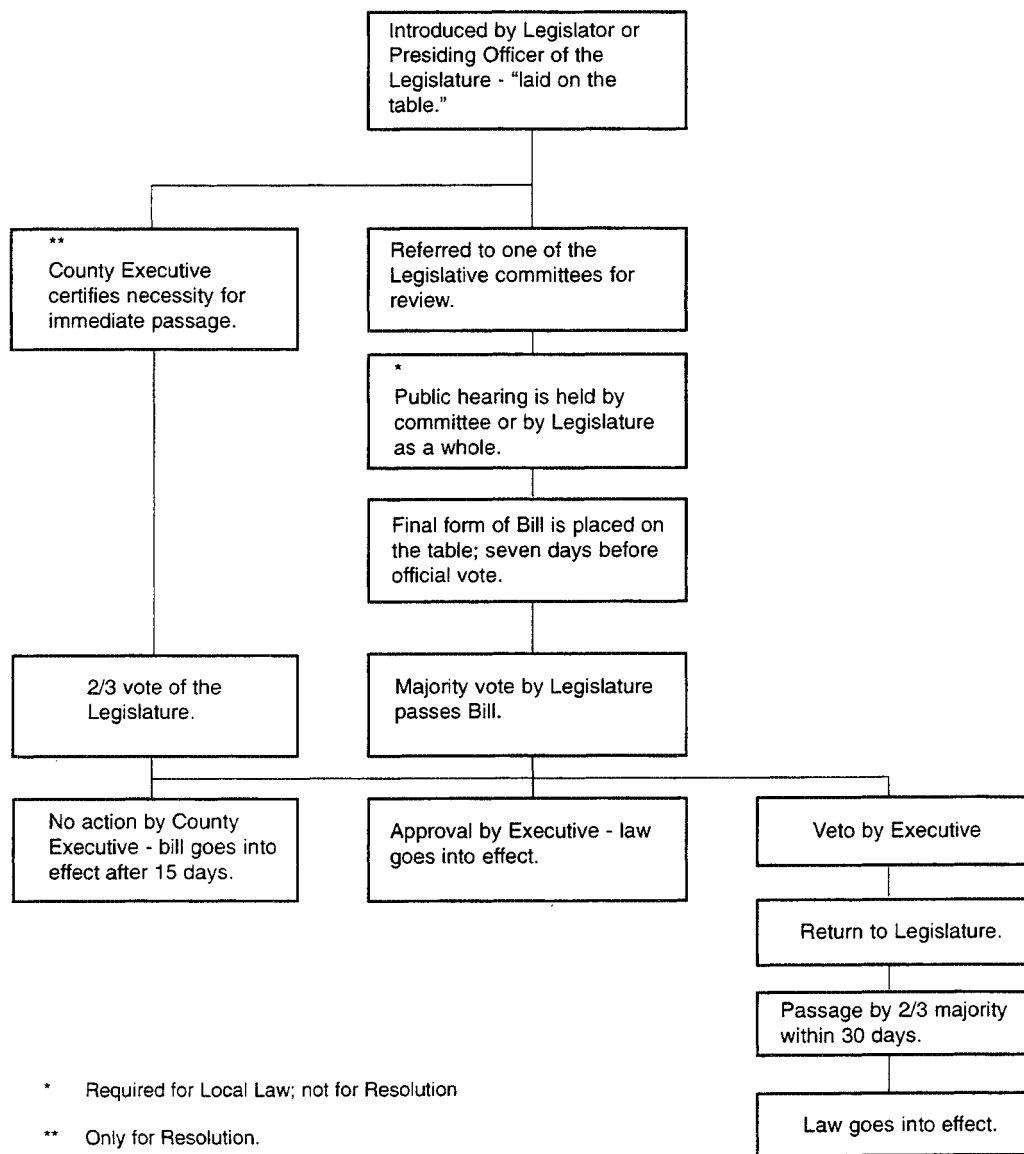 Introduced by Legislator or
Presiding Officer of the
Legislature - “laid on the
table.”
**
County Executive
certifies necessity for
immediate passage.
Referred to one of the
Legislative committees for
review.
*
Public hearing is held by
committee or by Legislature
as a whole.
Final form of Bill is placed on
the table; seven days before
official vote.
2/3 vote of the
Legislature.
Majority vote by Legislature
passes Bill.
No action by County
Executive - bill goes into
effect after 15 days.
Approval by Executive - law
goes into effect.
Veto by Executive
Return to Legislature.
Passage by 2/3 majority
within 30 days.
Law goes into effect.
* Required for Local Law; not for Resolution
** Only for Resolution.